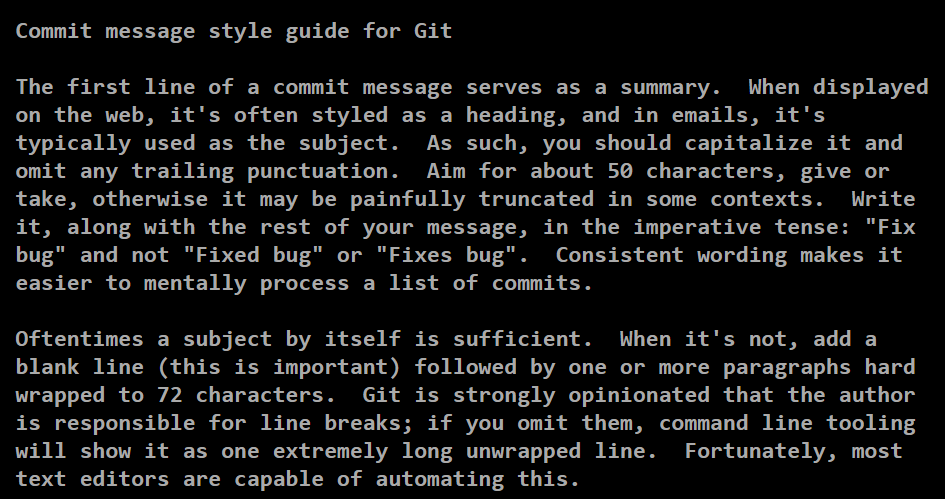 Commit message style guide for Git

The first line of a commit message serves as a summary.  When displayed
on the web, it's often styled as a heading, and in emails, it's
typically used as the subject.  As such, you should capitalize it and
omit any trailing punctuation.  Aim for about 50 characters, give or
take, otherwise it may be painfully truncated in some contexts.  Write
it, along with the rest of your message, in the imperative tense: "Fix
bug" and not "Fixed bug" or "Fixes bug".  Consistent wording makes it
easier to mentally process a list of commits.

Oftentimes a subject by itself is sufficient.  When it's not, add a
blank line (this is important) followed by one or more paragraphs hard
wrapped to 72 characters.  Git is strongly opinionated that the author
is responsible for line breaks; if you omit them, command line tooling
will show it as one extremely long unwrapped line.  Fortunately, most
text editors are capable of automating this.